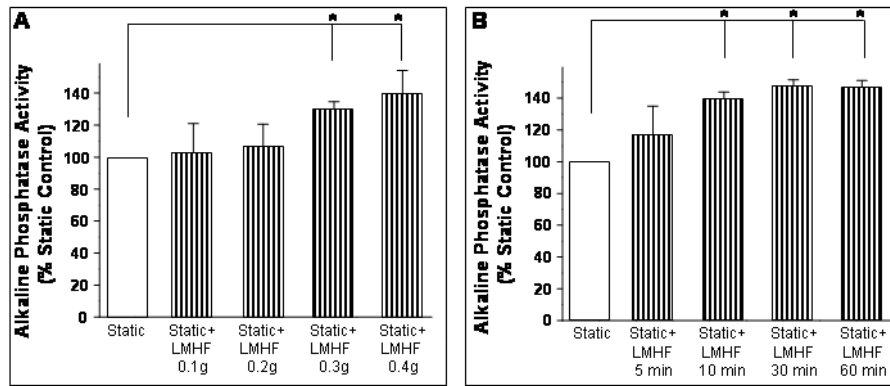 A
* *
Alkaline Phosphatase Activity
(% Static Control)
140
120
100
80
60
40
20
0
Static
Static+
LMHF
0.1g
Static+
LMHF
0.2g
Static+
LMHF
0.3g
Static+
LMHF
0.4g
B
* * *
Alkaline Phosphatase Activity
(% Static Control)
140
120
100
80
60
40
20
0
Static
Static+
LMHF
5 min
Static+
LMHF
10 min
Static+
LMHF
30 min
Static+
LMHF
60 min